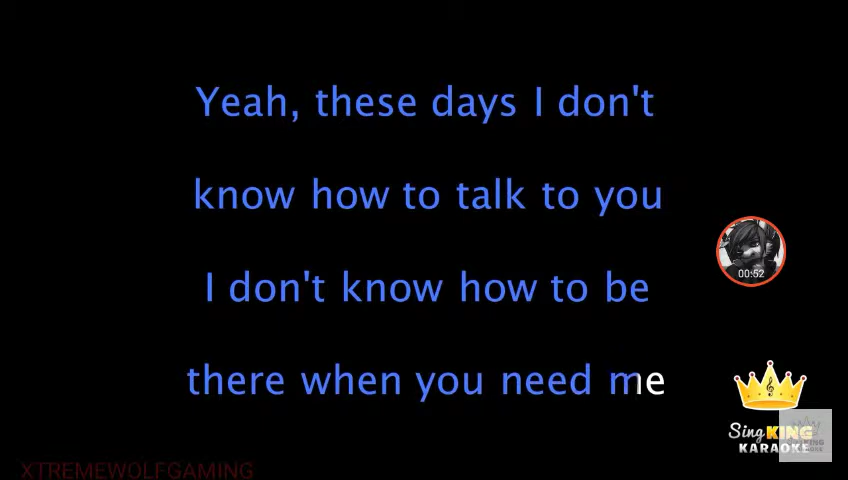 Yeah, these days I don't
know how to talk to you
I don't know how to be
there when you need me
00:52
Sing KING
KARAOKE
XTREMEWOLFGAMING